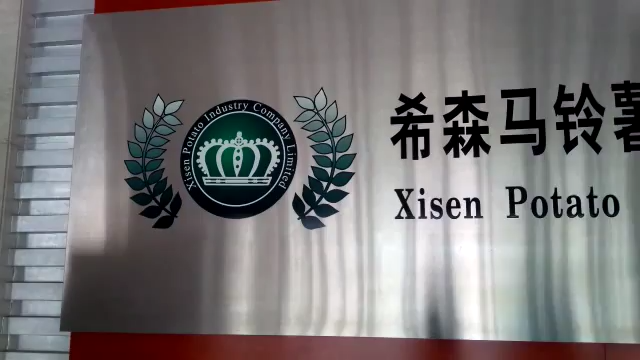 Xisen Potato Industry Company Limited
希森马铃薯
Xisen Potato